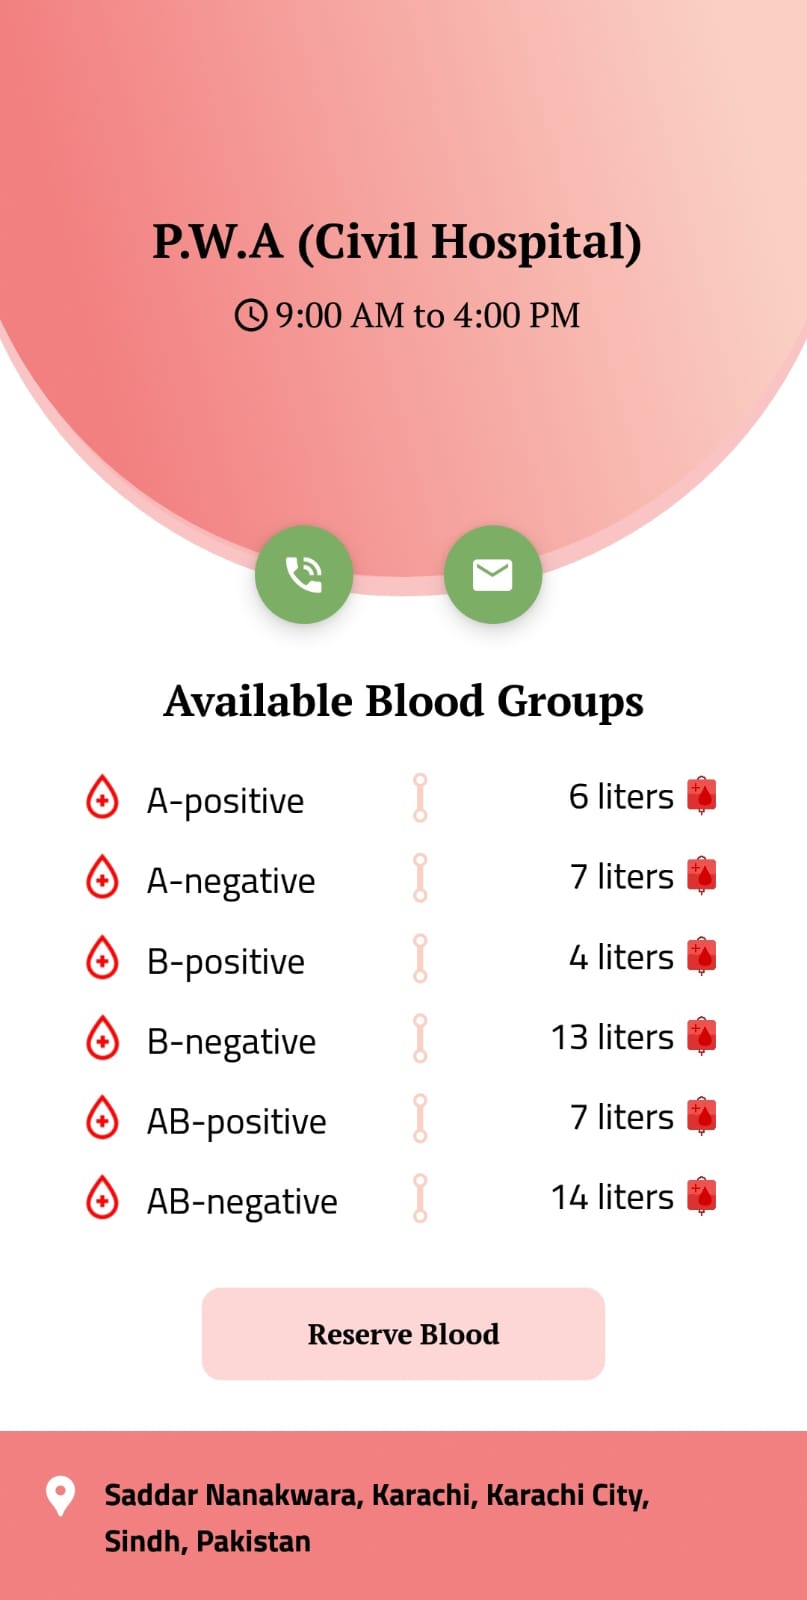 P.W.A (Civil Hospital)
9:00 AM to 4:00 PM
Available Blood Groups
A-positive 6 liters
A-negative 7 liters
B-positive 4 liters
B-negative 13 liters
AB-positive 7 liters
AB-negative 14 liters
Reserve Blood
Saddar Nanakwara, Karachi, Karachi City,
Sindh, Pakistan